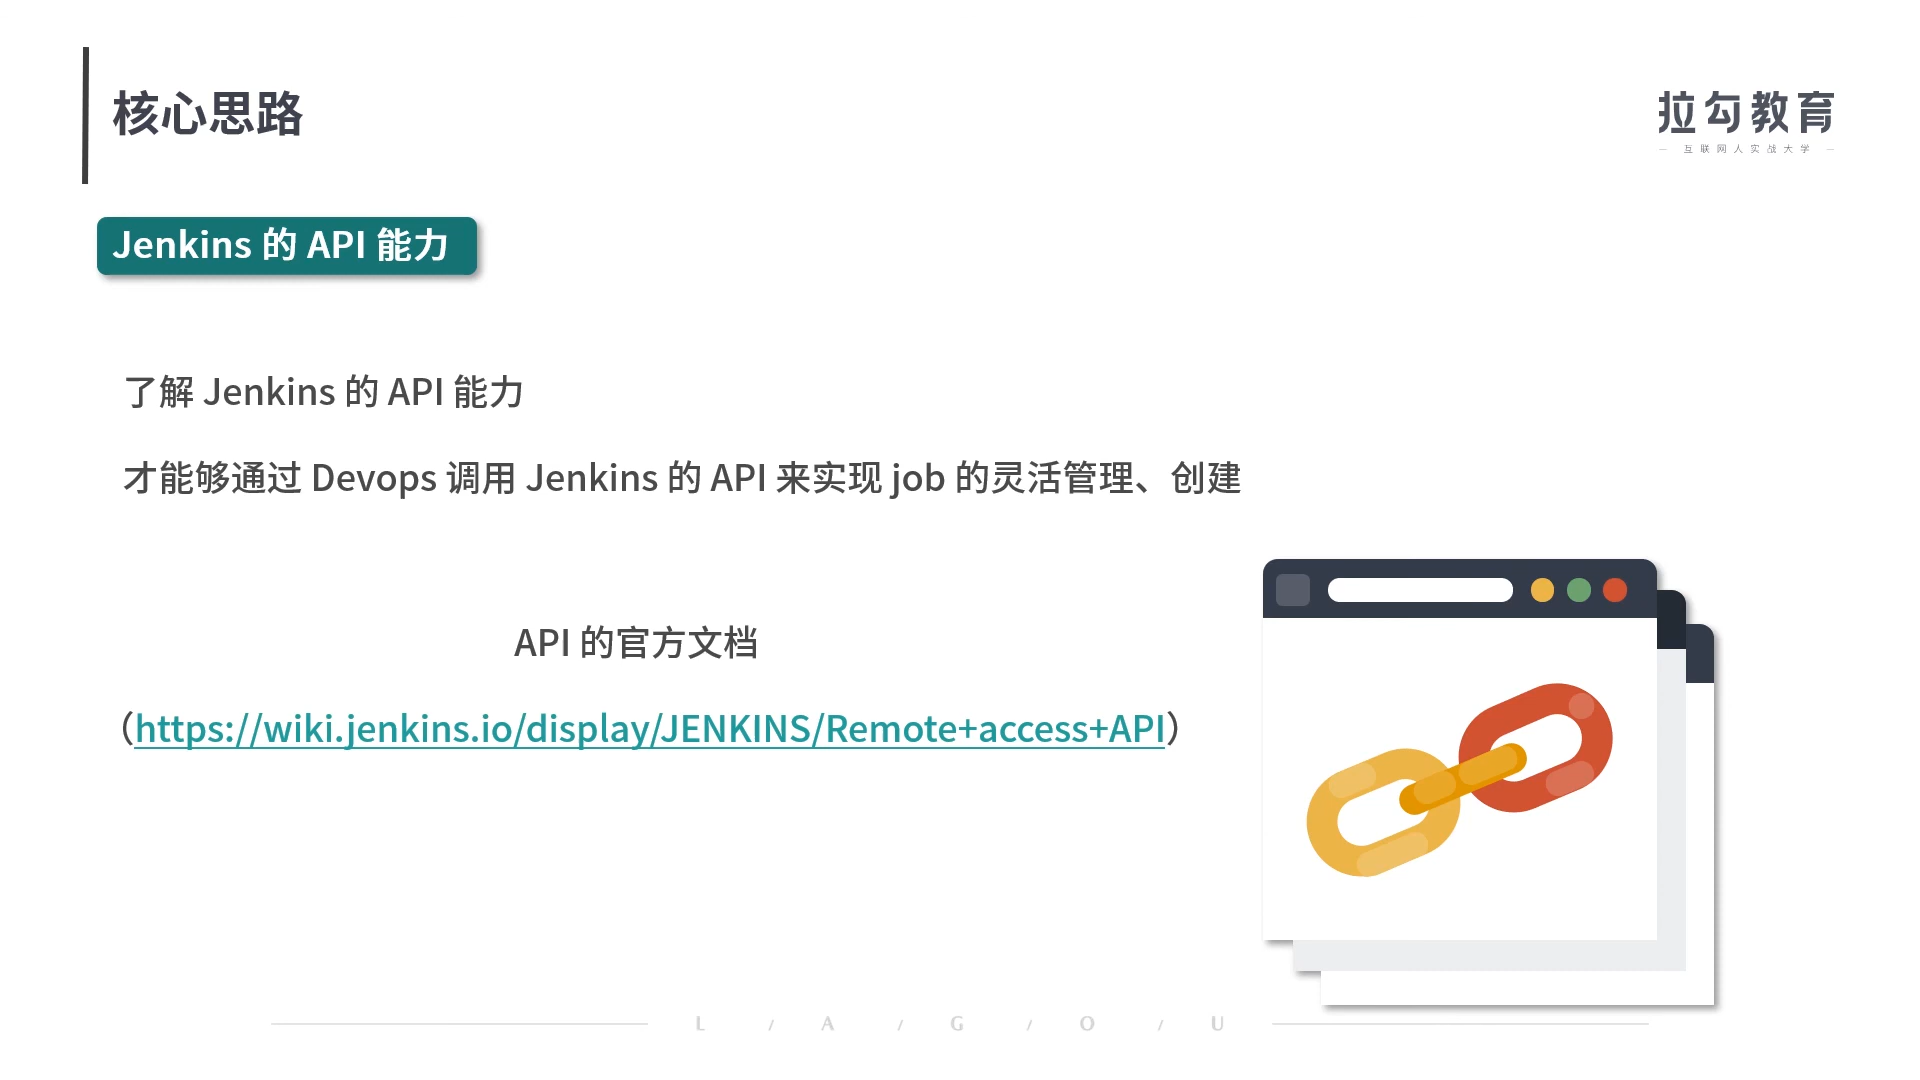 核心思路
拉勾教育
— 互联网人实战大学 —
Jenkins 的 API 能力
了解 Jenkins 的 API 能力
才能够通过 Devops 调用 Jenkins 的 API 来实现 job 的灵活管理、创建
API 的官方文档
（https://wiki.jenkins.io/display/JENKINS/Remote+access+API）
L / A / G / O / U